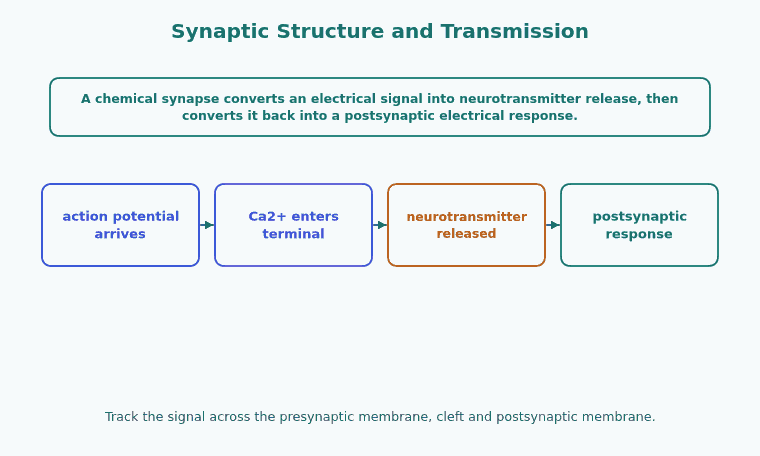 Synaptic Structure and Transmission
A chemical synapse converts an electrical signal into neurotransmitter release, then
converts it back into a postsynaptic electrical response.
action potential
arrives
Ca2+ enters
terminal
neurotransmitter
released
postsynaptic
response
Track the signal across the presynaptic membrane, cleft and postsynaptic membrane.